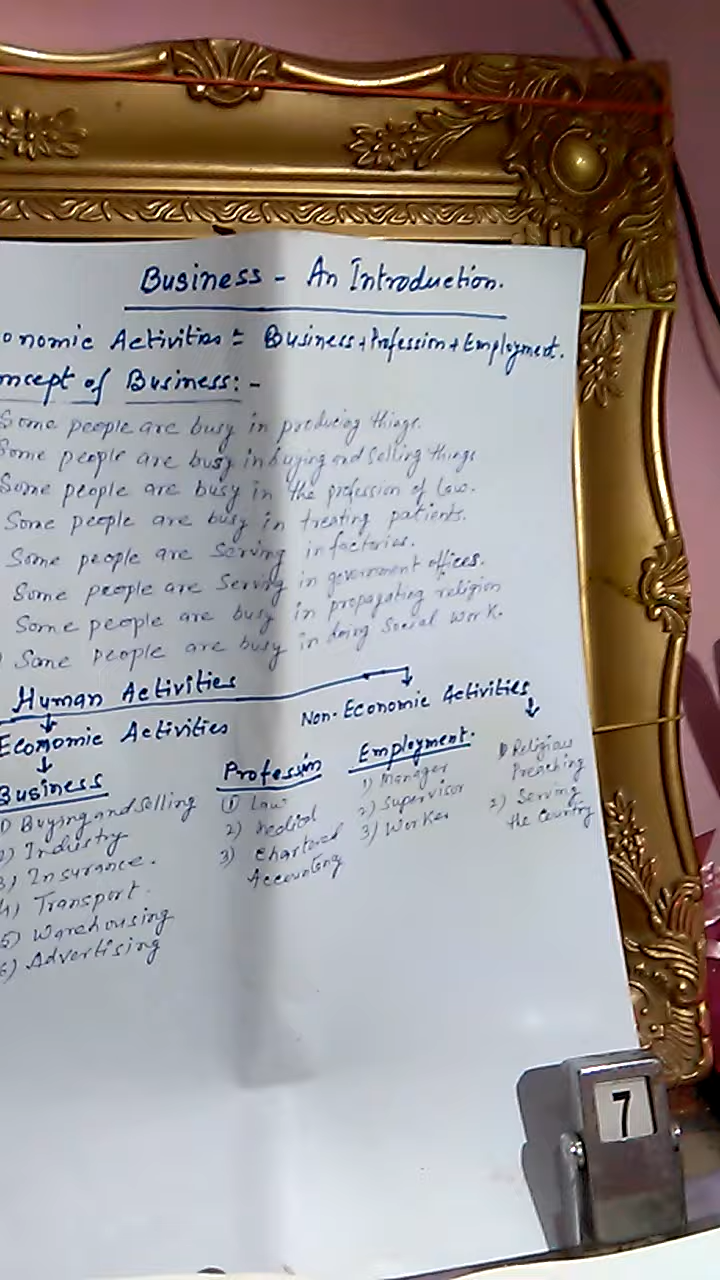 Business - An Introduction.
onomic Activities = Business + Profession + Employment.
ncept of Business: -
Some people are busy in producing things.
Some people are busy in buying and selling things
Some people are busy in the profession of law.
Some people are busy in treating patients.
Some people are serving in factories.
Some people are serving in government offices.
Some people are busy in propagating religion
Some people are busy in doing social work.
Human Activities
Economic Activities
Non-Economic Activities
Business
1) Buying and selling
2) Industry
3) Insurance.
4) Transport.
5) Warehousing
6) Advertising
Profession
1) Law
2) Medical
3) Chartered
Accounting
Employment.
1) Manager
2) Supervisor
3) Worker
1) Religious
Preaching
2) Serving
the Country
7